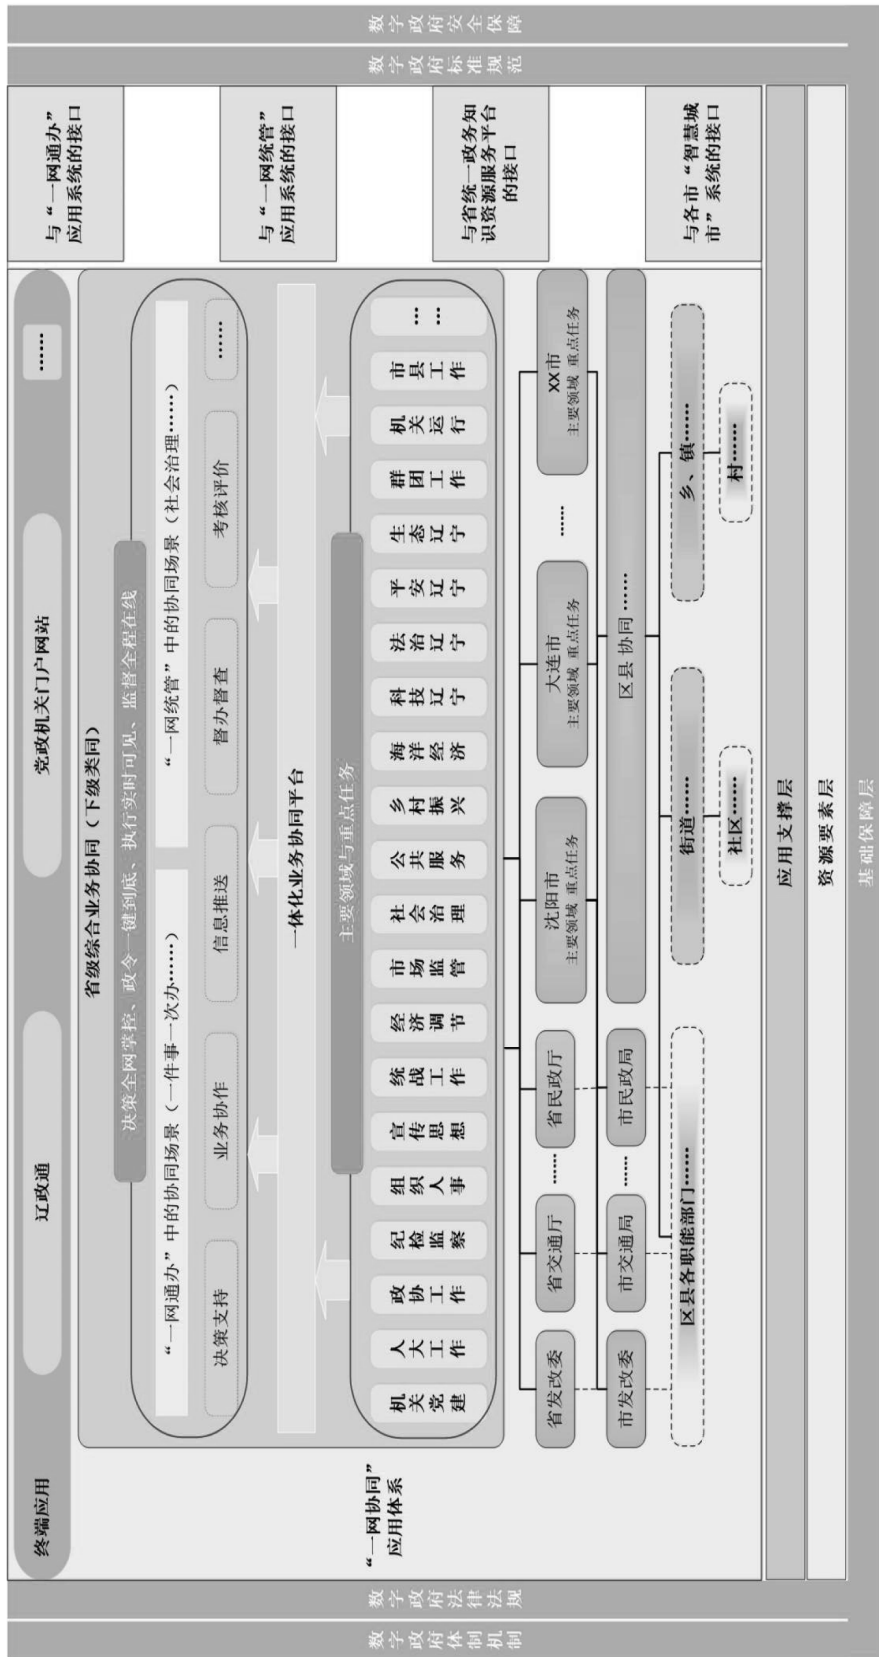 数字政府体制机制
数字政府法律法规
终端应用
辽政通
党政机关门户网站
……
“一网协同”
应用体系
省级综合业务协同（下级类同）
决策全网掌控、政令一键到底、执行实时可见、监督全程在线
“一网通办”中的协同场景（一件事一次办……）
“一网统管”中的协同场景（社会治理……）
决策支持
业务协作
信息推送
督办督查
考核评价
……
一体化业务协同平台
主要领域与重点任务
机关党建
人大工作
政协工作
纪检监察
组织人事
宣传思想
统战工作
经济调节
市场监管
社会治理
公共服务
乡村振兴
海洋经济
科技辽宁
法治辽宁
平安辽宁
生态辽宁
群团工作
机关运行
市县工作
……
省发改委
省交通厅
……
省民政厅
沈阳市
主要领域 重点任务
大连市
主要领域 重点任务
……
XX市
主要领域 重点任务
市发改委
市交通局
……
市民政局
区县协同……
区县各职能部门……
街道……
乡、镇……
社区……
村……
与“一网通办”
应用系统的接口
与“一网统管”
应用系统的接口
与省统一政务知
识资源服务平台
的接口
与各市“智慧城
市”系统的接口
数字政府标准规范
数字政府安全保障
应用支撑层
资源要素层
基础保障层